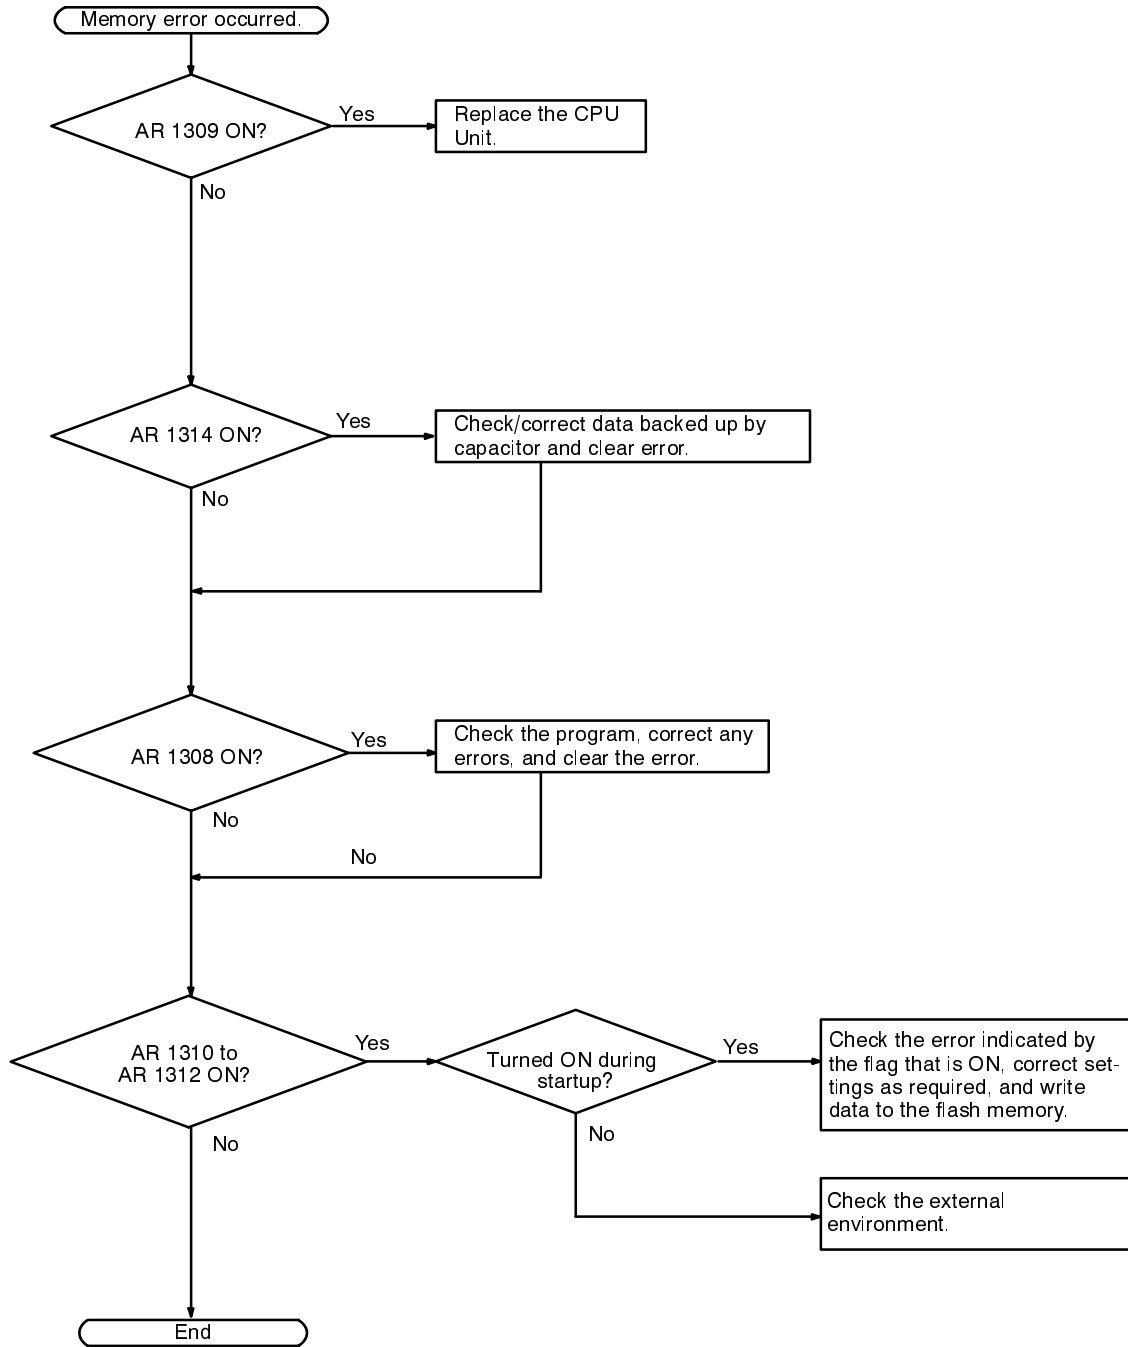 Memory error occurred.
AR 1309 ON?
Yes
Replace the CPU
Unit.
No
AR 1314 ON?
Yes
Check/correct data backed up by
capacitor and clear error.
No
AR 1308 ON?
Yes
Check the program, correct any
errors, and clear the error.
No
No
AR 1310 to
AR 1312 ON?
Yes
Turned ON during
startup?
Yes
Check the error indicated by
the flag that is ON, correct set-
tings as required, and write
data to the flash memory.
No
No
Check the external
environment.
End